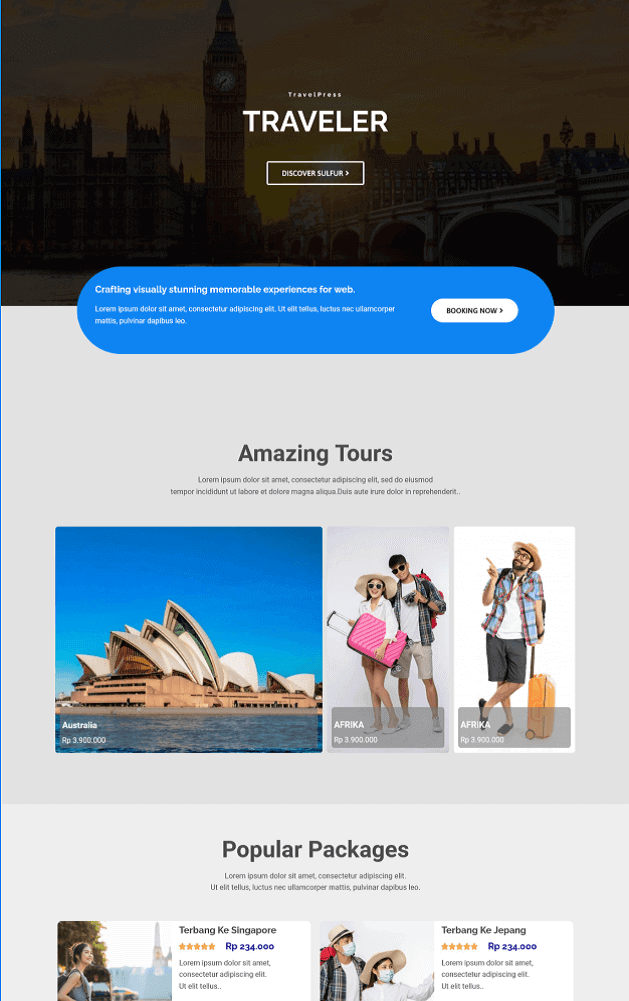 TravelPress
TRAVELER
DISCOVER SULFUR >
Crafting visually stunning memorable experiences for web.
Lorem ipsum dolor sit amet, consectetur adipiscing elit. Ut elit tellus, luctus nec ullamcorper
mattis, pulvinar dapibus leo.
BOOKING NOW >
Amazing Tours
Lorem ipsum dolor sit amet, consectetur adipiscing elit, sed do eiusmod
tempor incididunt ut labore et dolore magna aliqua.Duis aute irure dolor in reprehenderit..
Australia
Rp 3.900.000
AFRIKA
Rp 3.900.000
AFRIKA
Rp 3.900.000
Popular Packages
Lorem ipsum dolor sit amet, consectetur adipiscing elit.
Ut elit tellus, luctus nec ullamcorper mattis, pulvinar dapibus leo.
Terbang Ke Singapore
Rp 234.000
Lorem ipsum dolor sit amet,
consectetur adipiscing elit.
Ut elit tellus..
Terbang Ke Jepang
Rp 234.000
Lorem ipsum dolor sit amet,
consectetur adipiscing elit.
Ut elit tellus..